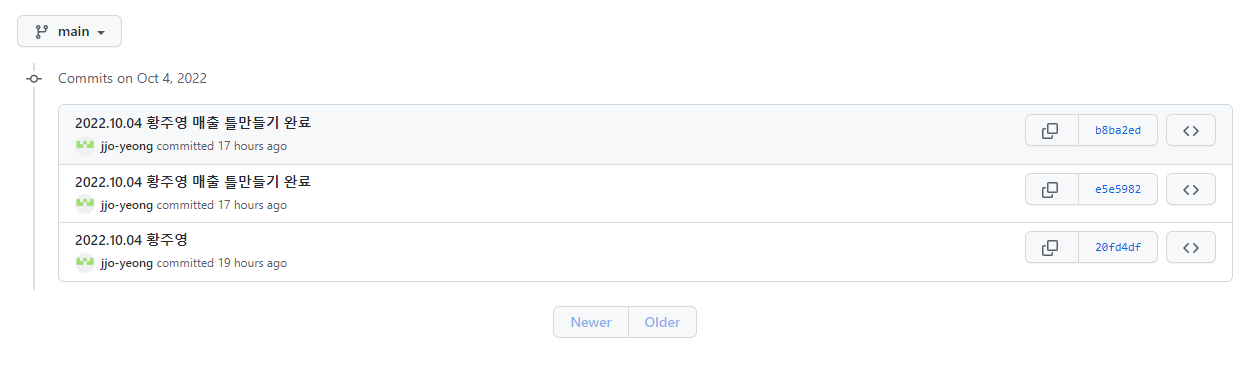 main
Commits on Oct 4, 2022
2022.10.04 황주영 매출 틀만들기 완료
jjo-yeong committed 17 hours ago
b8ba2ed
2022.10.04 황주영 매출 틀만들기 완료
jjo-yeong committed 17 hours ago
e5e5982
2022.10.04 황주영
jjo-yeong committed 19 hours ago
20fd4df
Newer Older